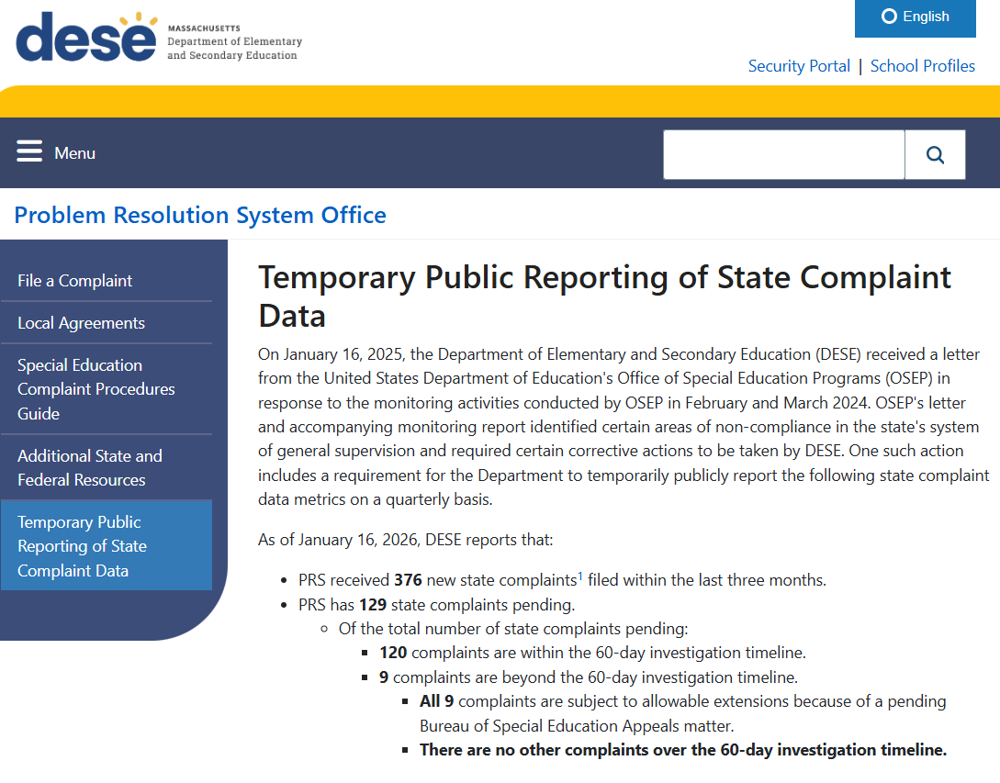 dese
MASSACHUSETTS
Department of Elementary
and Secondary Education
English
Security Portal | School Profiles
Menu
Problem Resolution System Office
File a Complaint
Local Agreements
Special Education
Complaint Procedures
Guide
Additional State and
Federal Resources
Temporary Public
Reporting of State
Complaint Data
Temporary Public Reporting of State Complaint
Data
On January 16, 2025, the Department of Elementary and Secondary Education (DESE) received a letter
from the United States Department of Education's Office of Special Education Programs (OSEP) in
response to the monitoring activities conducted by OSEP in February and March 2024. OSEP's letter
and accompanying monitoring report identified certain areas of non-compliance in the state's system
of general supervision and required certain corrective actions to be taken by DESE. One such action
includes a requirement for the Department to temporarily publicly report the following state complaint
data metrics on a quarterly basis.
As of January 16, 2026, DESE reports that:
• PRS received 376 new state complaints¹ filed within the last three months.
• PRS has 129 state complaints pending.
◦ Of the total number of state complaints pending:
▪ 120 complaints are within the 60-day investigation timeline.
▪ 9 complaints are beyond the 60-day investigation timeline.
▪ All 9 complaints are subject to allowable extensions because of a pending
Bureau of Special Education Appeals matter.
▪ There are no other complaints over the 60-day investigation timeline.